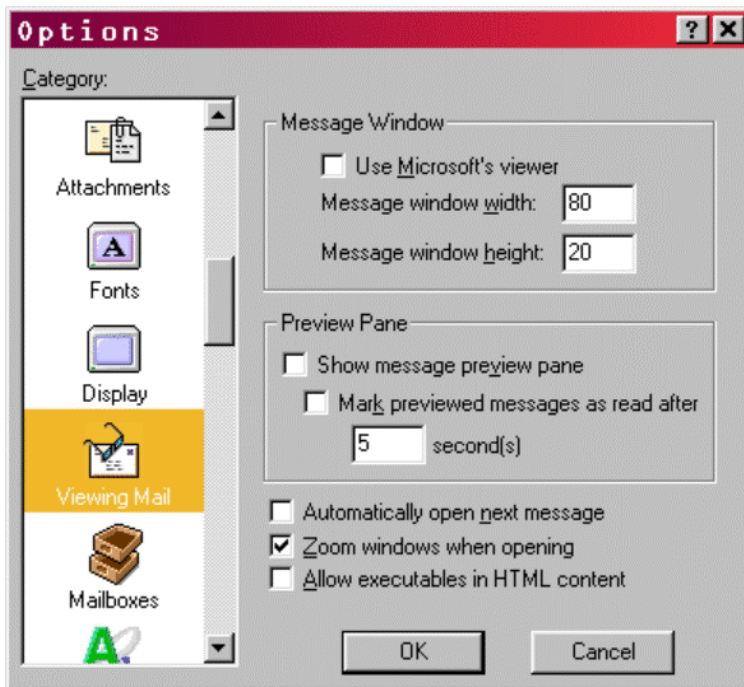 Options
Category:
Attachments
Fonts
Display
Viewing Mail
Mailboxes
Message Window
Use Microsoft's viewer
Message window width: 80
Message window height: 20
Preview Pane
Show message preview pane
Mark previewed messages as read after
5 second(s)
Automatically open next message
Zoom windows when opening
Allow executables in HTML content
OK Cancel